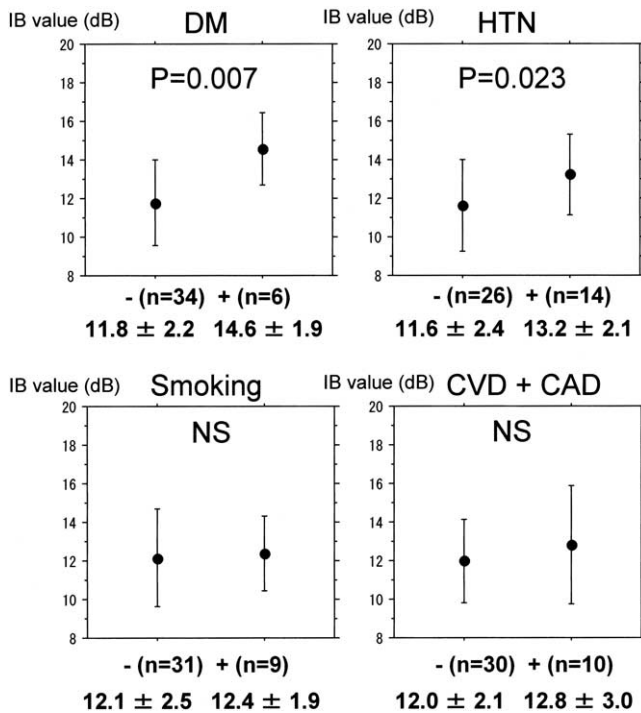 IB value (dB) DM
20
18
16
14
12
10
8
P=0.007
- (n=34) + (n=6)
11.8 ± 2.2 14.6 ± 1.9
HTN
IB value (dB)
20
18
16
14
12
10
8
P=0.023
- (n=26) + (n=14)
11.6 ± 2.4 13.2 ± 2.1
IB value (dB) Smoking
20
18
16
14
12
10
8
NS
- (n=31) + (n=9)
12.1 ± 2.5 12.4 ± 1.9
IB value (dB) CVD + CAD
20
18
16
14
12
10
8
NS
- (n=30) + (n=10)
12.0 ± 2.1 12.8 ± 3.0